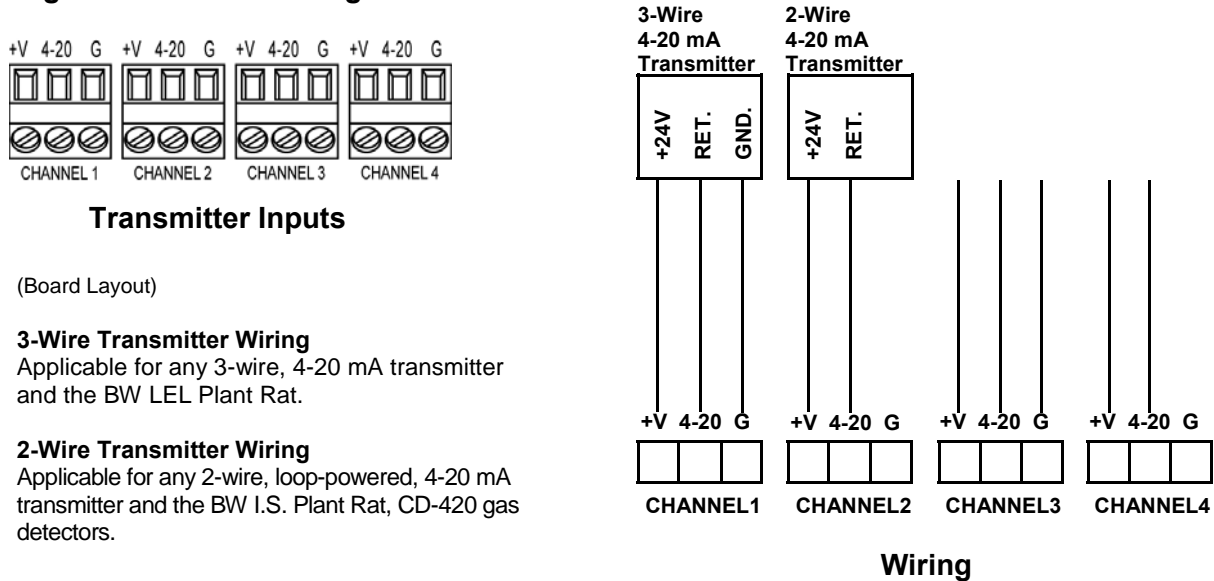 +V 4-20 G +V 4-20 G +V 4-20 G +V 4-20 G
CHANNEL 1 CHANNEL 2 CHANNEL 3 CHANNEL 4
Transmitter Inputs
(Board Layout)
3-Wire Transmitter Wiring
Applicable for any 3-wire, 4-20 mA transmitter
and the BW LEL Plant Rat.
2-Wire Transmitter Wiring
Applicable for any 2-wire, loop-powered, 4-20 mA
transmitter and the BW I.S. Plant Rat, CD-420 gas
detectors.
3-Wire
4-20 mA
Transmitter
2-Wire
4-20 mA
Transmitter
+24V
RET.
GND.
+24V
RET.
+V 4-20 G +V 4-20 G +V 4-20 G +V 4-20 G
CHANNEL1 CHANNEL2 CHANNEL3 CHANNEL4
Wiring